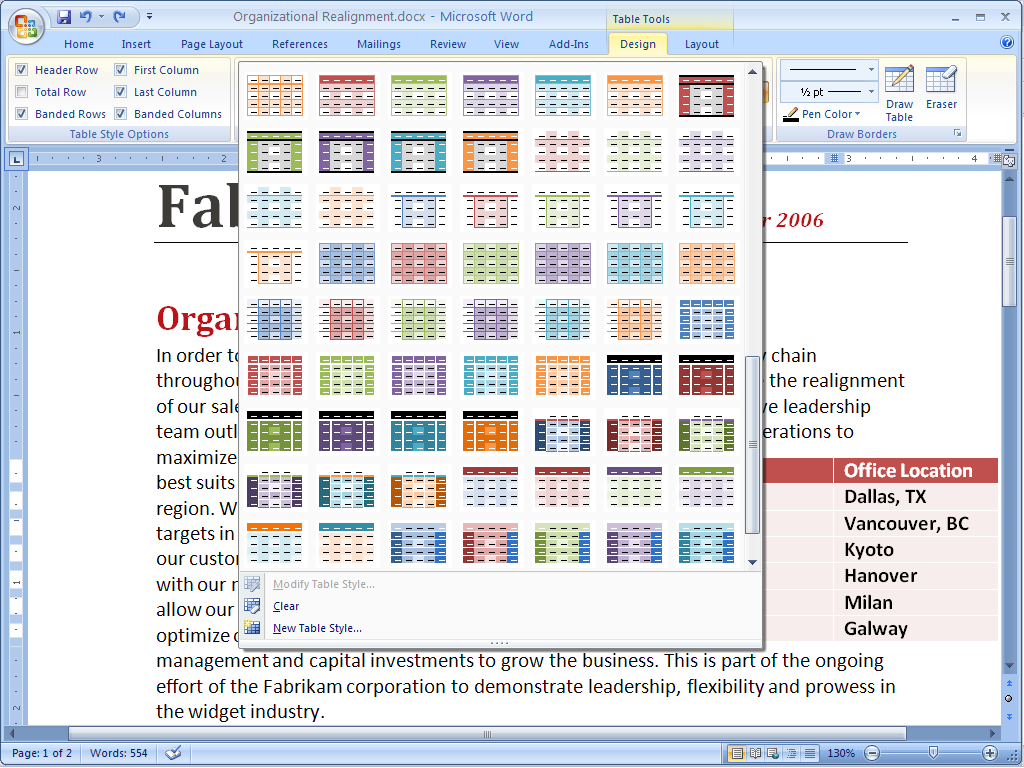 Organizational Realignment.docx - Microsoft Word
Table Tools
Home Insert Page Layout References Mailings Review View Add-Ins Design Layout
Header Row First Column
Total Row Last Column
Banded Rows Banded Columns
Table Style Options
½ pt
Pen Color
Draw Table
Eraser
Draw Borders
3 2 3 4
Fab
r 2006
Organ
In order to
chain
throughou
the realignment
of our sale
ve leadership
team outl
erations to
maximize
best suits
region. W
targets in
our custon
with our r
allow our
optimize o
Office Location
Dallas, TX
Vancouver, BC
Kyoto
Hanover
Milan
Galway
management and capital investments to grow the business. This is part of the ongoing
effort of the Fabrikam corporation to demonstrate leadership, flexibility and prowess in
the widget industry.
Modify Table Style...
Clear
New Table Style...
Page: 1 of 2 Words: 554 130%